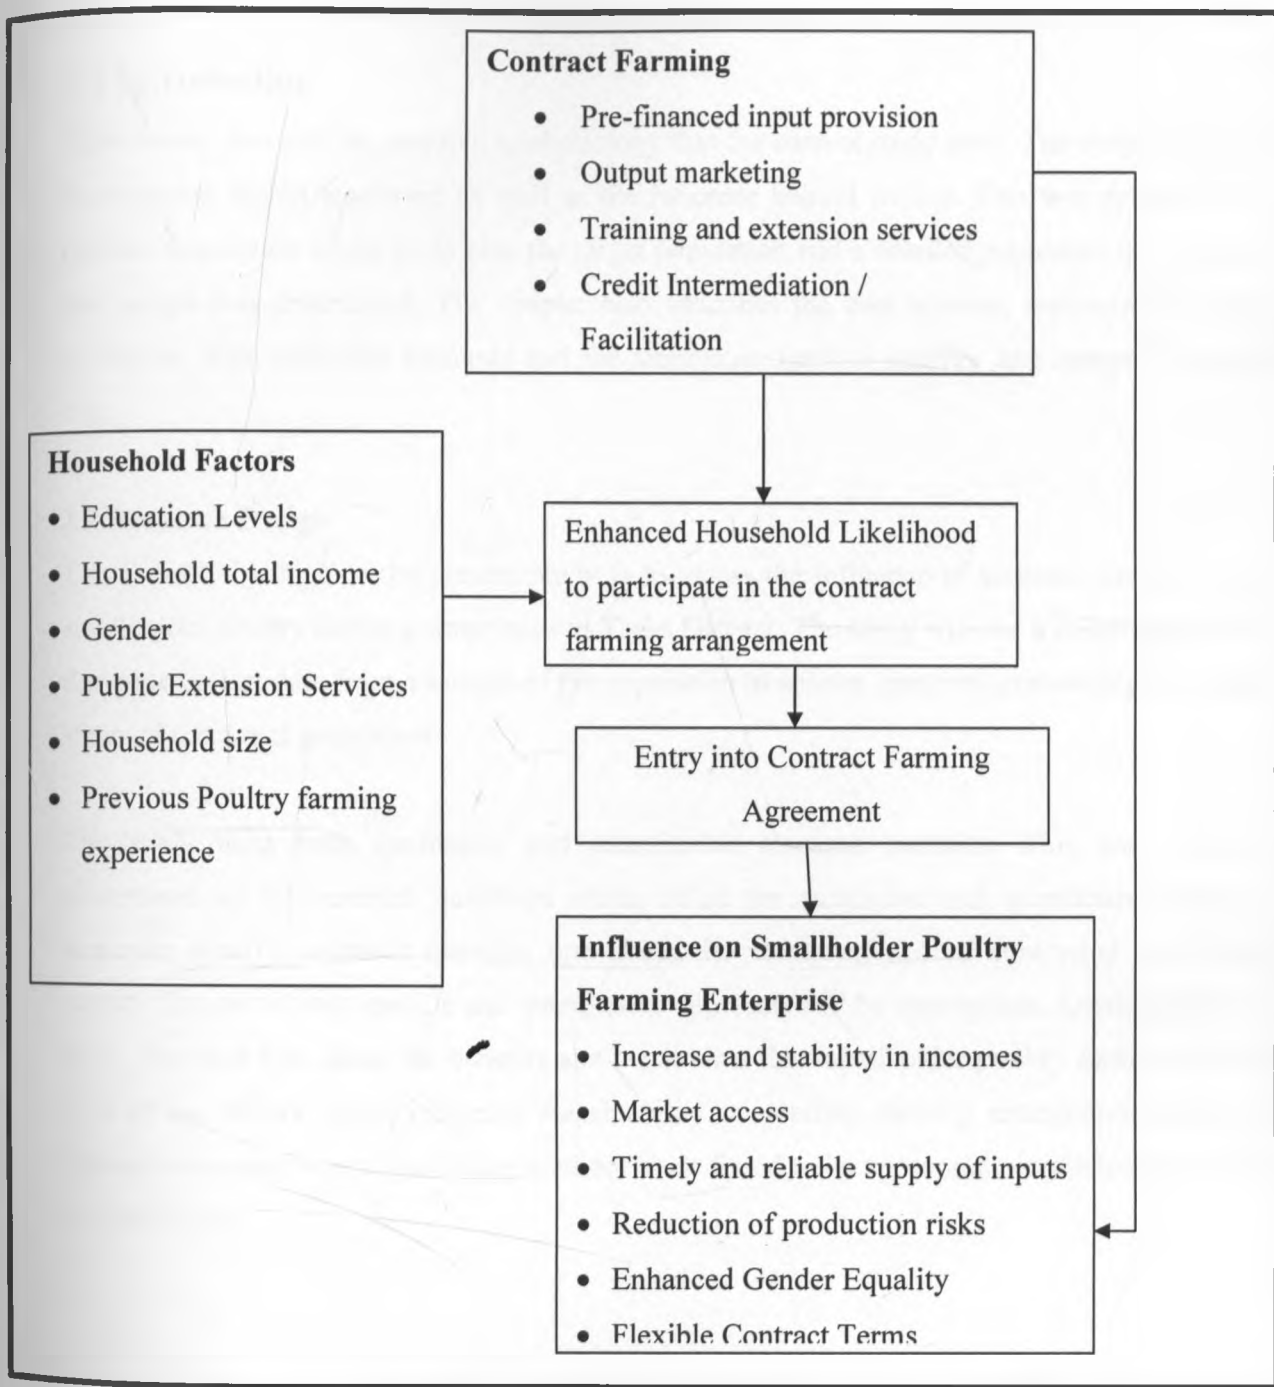 Contract Farming
• Pre-financed input provision
• Output marketing
• Training and extension services
• Credit Intermediation /
Facilitation
Household Factors
• Education Levels
• Household total income
• Gender
• Public Extension Services
• Household size
• Previous Poultry farming
experience
Enhanced Household Likelihood
to participate in the contract
farming arrangement
Entry into Contract Farming
Agreement
Influence on Smallholder Poultry
Farming Enterprise
• Increase and stability in incomes
• Market access
• Timely and reliable supply of inputs
• Reduction of production risks
• Enhanced Gender Equality
• Flexible Contract Terms